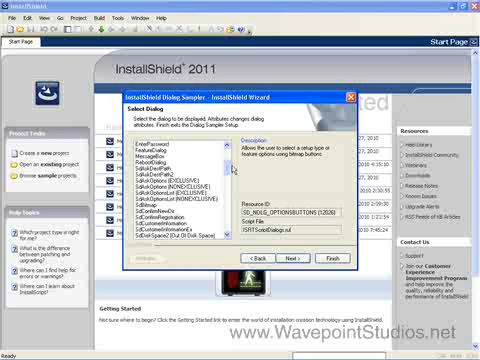 InstallShield
File Edit View Go Project Build Tools Window Help
Start Page
Start Page
InstallShield 2011
InstallShield Dialog Sampler - InstallShield Wizard
Select Dialog
Select the dialog to be displayed. Attributes changes dialog
attributes. Finish exits the Dialog Sampler Setup.
EnterPassword
FeatureDialog
MessageBox
RebootDialog
SdAskDestPath
SdAskDestPath2
SdAskOptions (EXCLUSIVE)
SdAskOptions (NONEXCLUSIVE)
SdAskOptionsList (EXCLUSIVE)
SdAskOptionsList (NONEXCLUSIVE)
SdBitmap
SdConfirmNewDir
SdConfirmRegistration
SdCustomerInformation
SdCustomerInformationEx
SdDiskSpace2 (Out Of Disk Space)
Description
Allows the user to select a setup type or
feature options using bitmap buttons
Resource ID:
SD_NDLG_OPTIONSBUTTONS (12026)
Script File
ISRTScriptDialogs.rul
Attributes
< Back
Next >
Finish
Project Tasks
Create a new project
Open an existing project
Browse sample projects
Help Topics
Which project type is right for me?
What is the difference between patching and upgrading?
Where can I find help for errors or warnings?
Where can I learn about InstallScript?
Resources
Help Library
InstallShield Community
Webinars
Downloads
Release Notes
Known Issues
Upgrade Alerts
RSS Feeds of KB Articles
Support
Join our Customer
Experience
Improvement Program
and help improve the
quality, reliability and
performance of InstallShield.
Getting Started
Not sure where to begin? Click the Getting Started link to enter the world of installation creation technology using InstallShield.
www.WavepointStudios.net
Ready